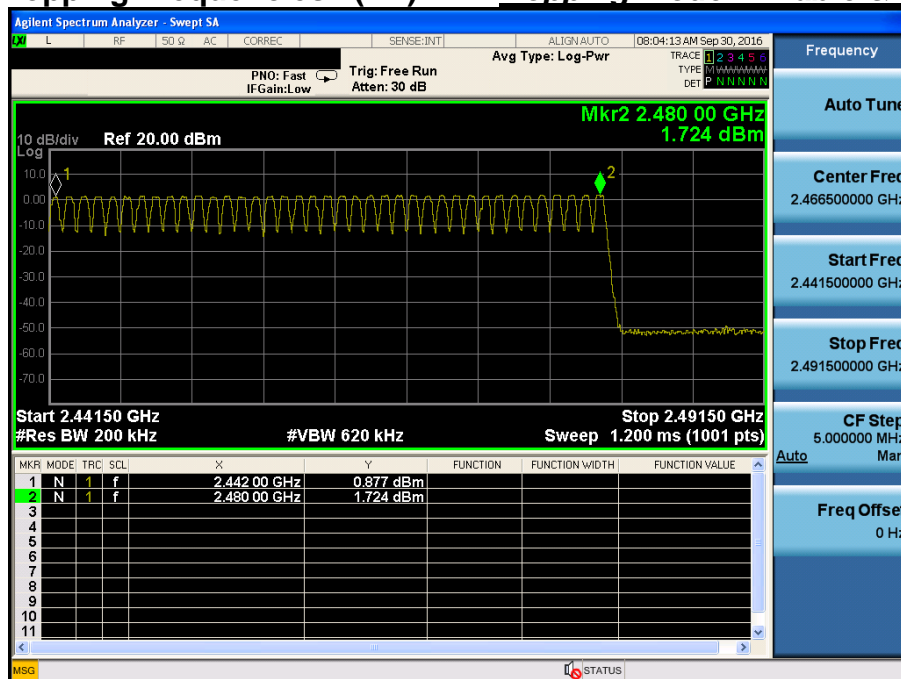 Agilent Spectrum Analyzer - Swept SA
LXI L RF 50 Ω AC CORREC SENSE:INT ALIGN AUTO 08:04:13 AM Sep 30, 2016
PNO: Fast Trig: Free Run Avg Type: Log-Pwr TRACE 1 2 3 4 5 6
IFGain:Low Atten: 30 dB TYPE M WWWWW
DET P N N N N N
Frequency
Mkr2 2.480 00 GHz
10 dB/div Ref 20.00 dBm 1.724 dBm
Log
10.0
0.00
-10.0
-20.0
-30.0
-40.0
-50.0
-60.0
-70.0
1
2
Start 2.44150 GHz Stop 2.49150 GHz
#Res BW 200 kHz #VBW 620 kHz Sweep 1.200 ms (1001 pts)
MKR MODE TRC SCL X Y FUNCTION FUNCTION WIDTH FUNCTION VALUE
1 N 1 f 2.442 00 GHz 0.877 dBm
2 N 1 f 2.480 00 GHz 1.724 dBm
3
4
5
6
7
8
9
10
11
MSG STATUS
Auto Tune
Center Freq
2.466500000 GHz
Start Freq
2.441500000 GHz
Stop Freq
2.491500000 GHz
CF Step
5.000000 MHz
Auto Man
Freq Offset
0 Hz